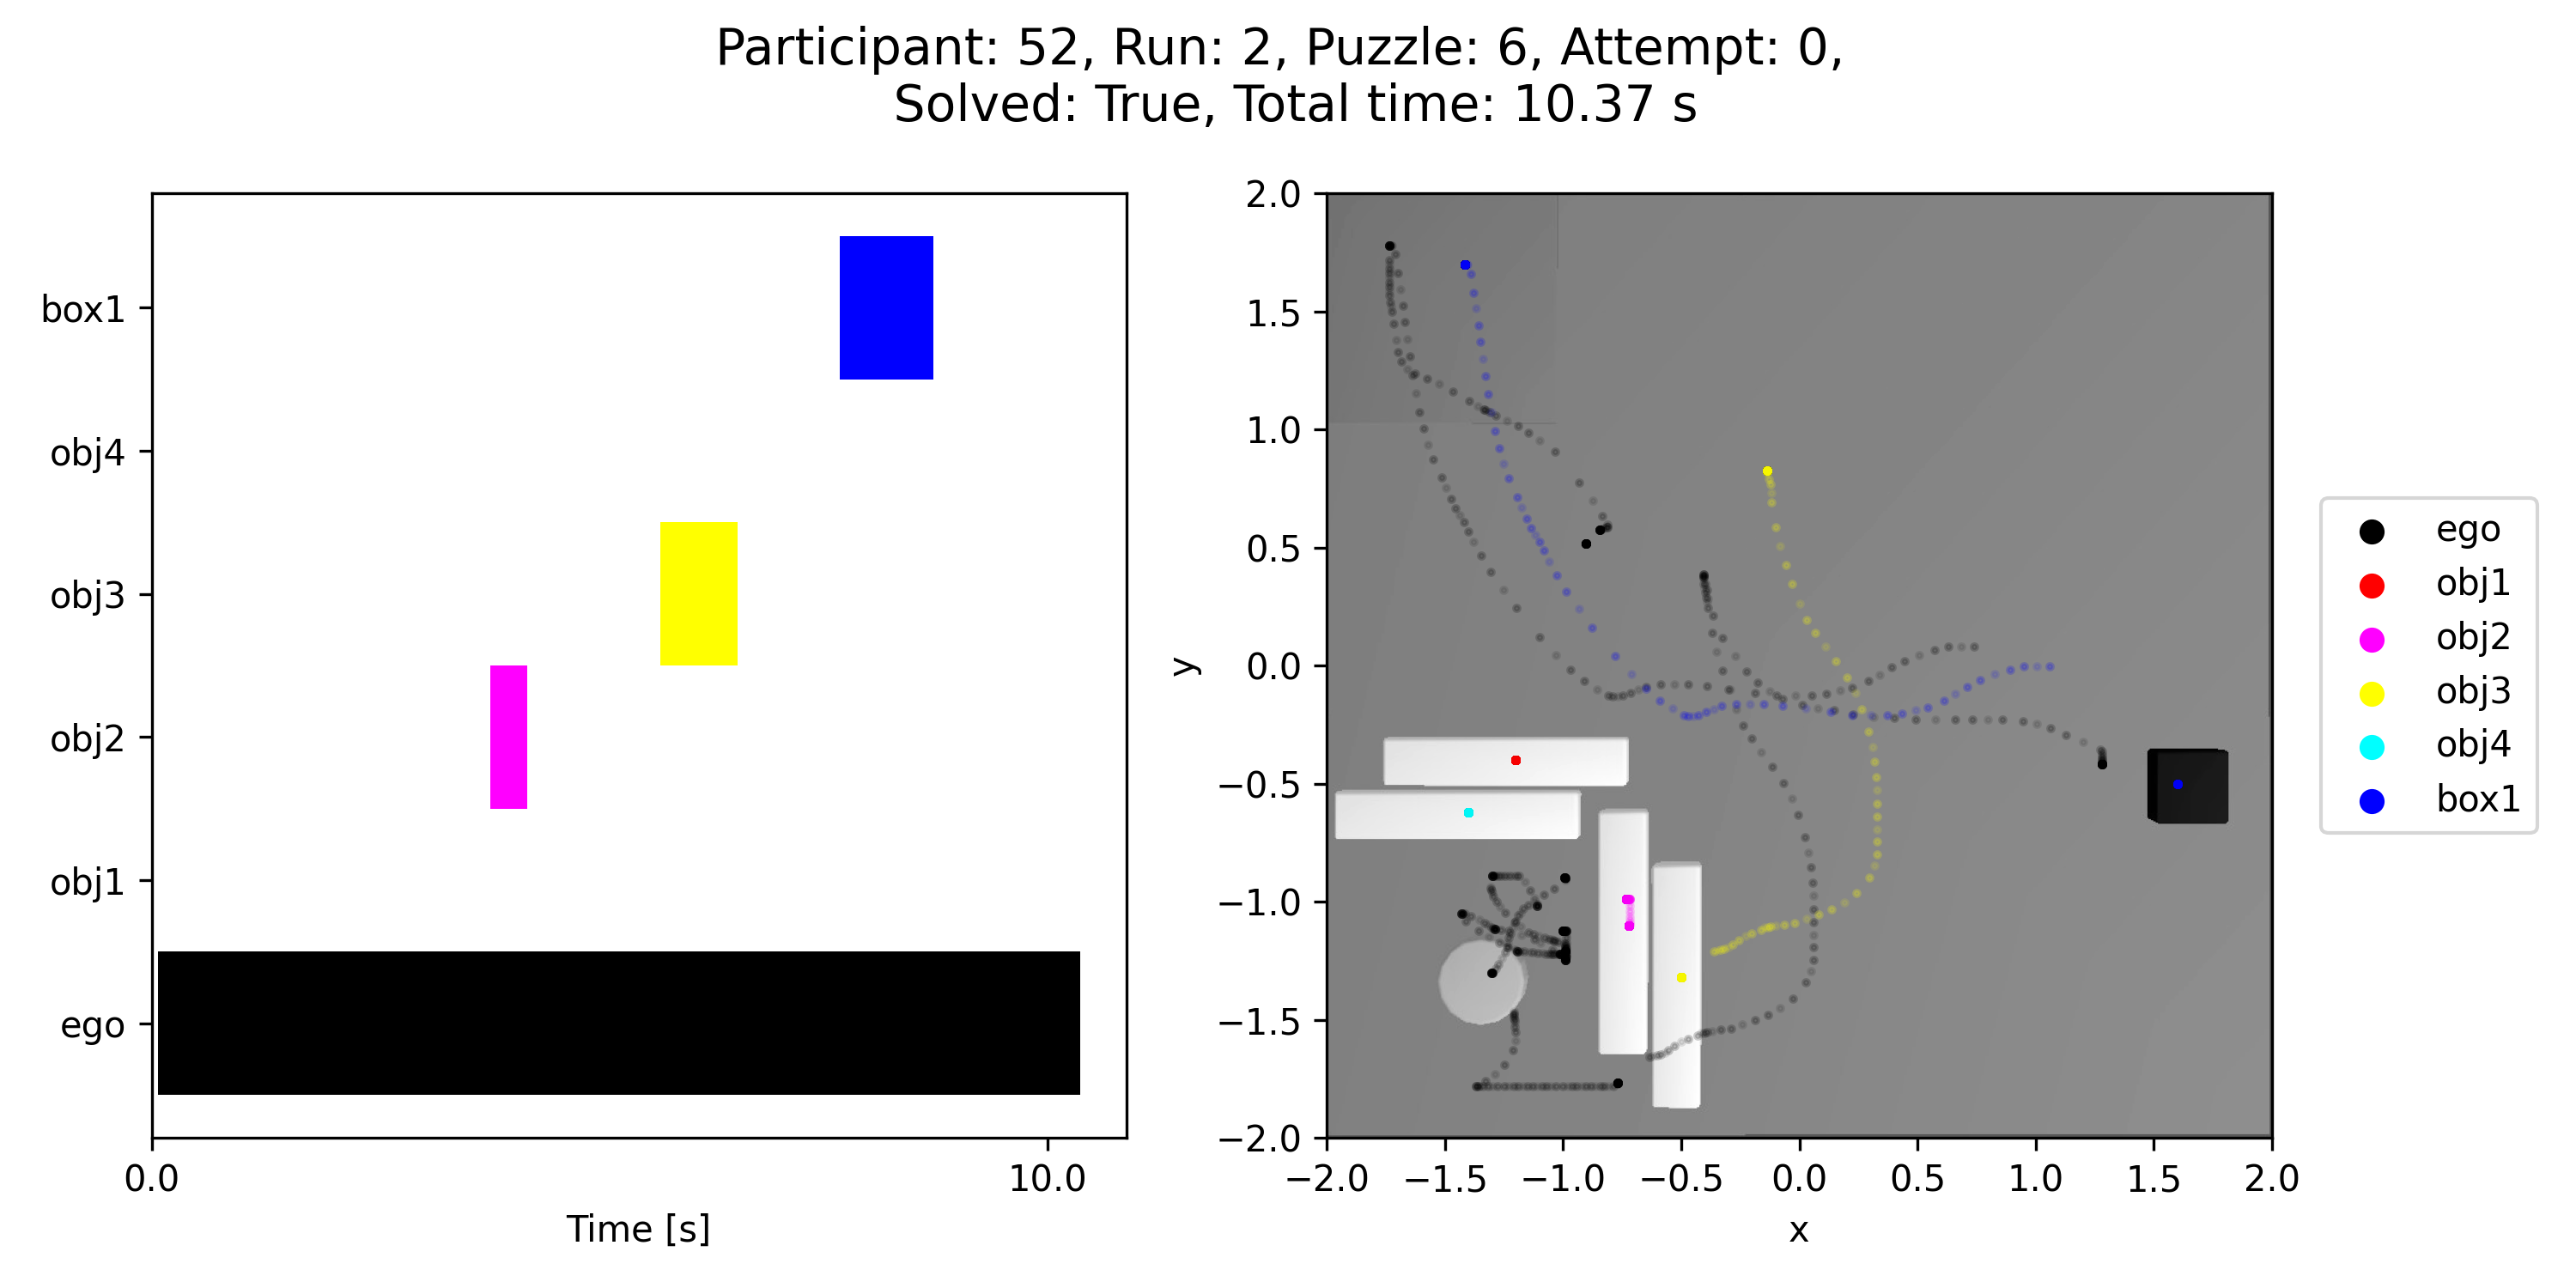 Participant: 52, Run: 2, Puzzle: 6, Attempt: 0,
Solved: True, Total time: 10.37 s
box1
obj4
obj3
obj2
obj1
ego
0.0
10.0
Time [s]
2.0
1.5
1.0
0.5
0.0
−0.5
−1.0
−1.5
−2.0
y
−2.0
−1.5
−1.0
−0.5
0.0
0.5
1.0
1.5
2.0
x
ego
obj1
obj2
obj3
obj4
box1